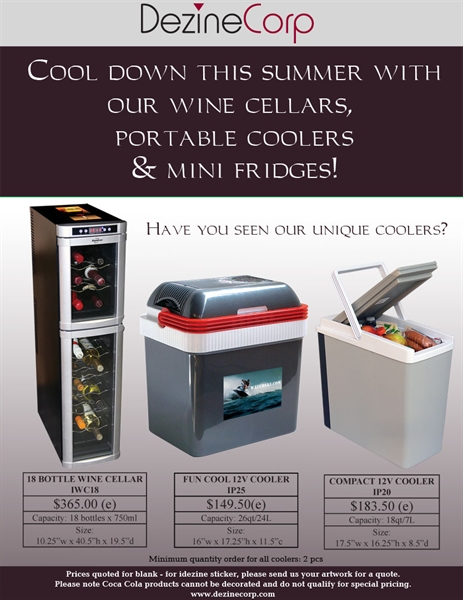 DezineCorp
Cool down this summer with
our wine cellars,
portable coolers
& mini fridges!
Have you seen our unique coolers?
18 BOTTLE WINE CELLAR
IWC18
$365.00 (e)
Capacity: 18 bottles x 750ml
Size:
10.25"w x 40.5"h x 19.5"d
FUN COOL 12V COOLER
IP25
$149.50(e)
Capacity: 26qt/24L
Size:
16"w x 17.25"h x 11.5"c
COMPACT 12V COOLER
IP20
$183.50 (e)
Capacity: 18qt/7L
Size:
17.5"w x 16.25"h x 8.5"d
Minimum quantity order for all coolers: 2 pcs
Prices quoted for blank - for idezine sticker, please send us your artwork for a quote.
Please note Coca Cola products cannot be decorated and do not qualify for special pricing.
www.dezinecorp.com